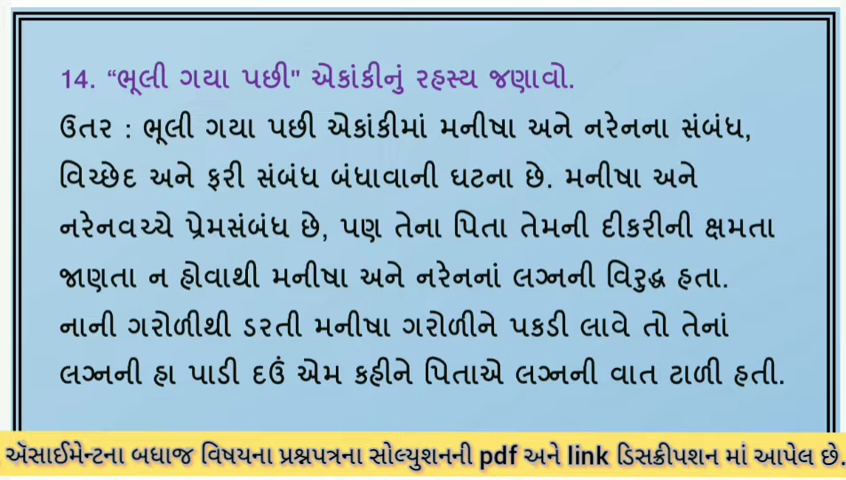 14. “ભૂલી ગયા પછી" એકાંકીનું રહસ્ય જણાવો.
ઉતર : ભૂલી ગયા પછી એકાંકીમાં મનીષા અને નરેનના સંબંધ,
વિચ્છેદ અને ફરી સંબંધ બંધાવાની ઘટના છે. મનીષા અને
નરેનવચ્ચે પ્રેમસંબંધ છે, પણ તેના પિતા તેમની દીકરીની ક્ષમતા
જાણતા ન હોવાથી મનીષા અને નરેનનાં લગ્નની વિરુદ્ધ હતા.
નાની ગરોળીથી ડરતી મનીષા ગરોળીને પકડી લાવે તો તેનાં
લગ્નની હા પાડી દઉં એમ કહીને પિતાએ લગ્નની વાત ટાળી હતી.
ઍસાઈમેન્ટના બધાજ વિષયના પ્રશ્નપત્રના સોલ્યુશનની pdf અને link ડિસક્રીપશન માં આપેલ છે.